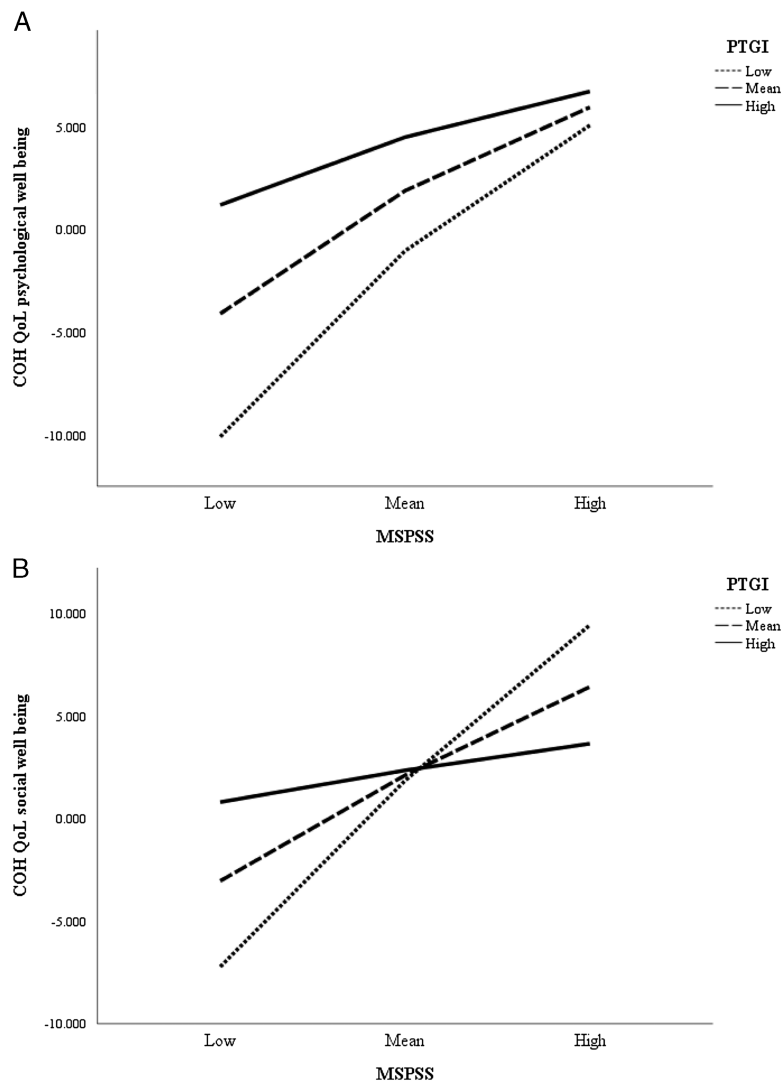 A
PTGI
Low
Mean
High
COH QoL psychological well being
5.000
0.000
-5.000
-10.000
Low Mean High
MSPSS
B
PTGI
Low
Mean
High
COH QoL social well being
10.000
5.000
0.000
-5.000
-10.000
Low Mean High
MSPSS